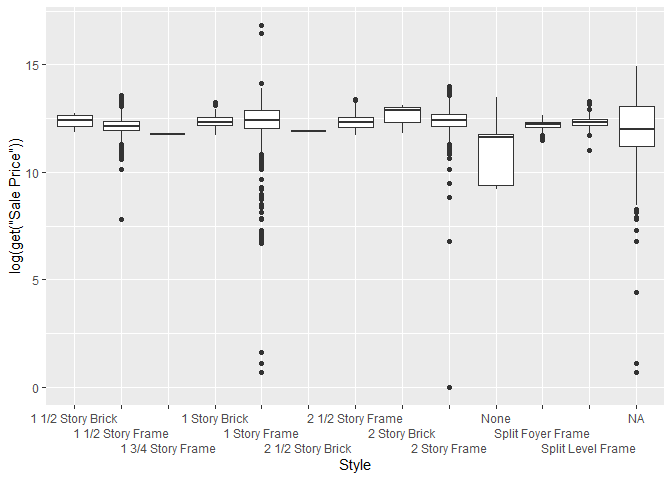 15
10
5
0
log(get("Sale Price"))
1 1/2 Story Brick
1 Story Brick
2 1/2 Story Frame
None
NA
1 1/2 Story Frame
1 Story Frame
2 Story Brick
Split Foyer Frame
1 3/4 Story Frame
2 1/2 Story Brick
2 Story Frame
Split Level Frame
Style